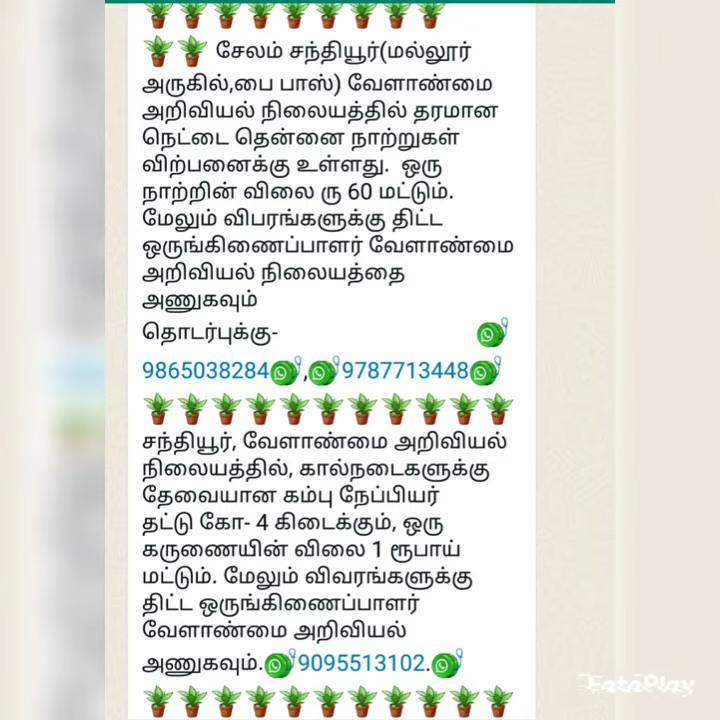 சேலம் சந்தியூர்(மல்லூர்
அருகில்,பை பாஸ்) வேளாண்மை
அறிவியல் நிலையத்தில் தரமான
நெட்டை தென்னை நாற்றுகள்
விற்பனைக்கு உள்ளது. ஒரு
நாற்றின் விலை ரு 60 மட்டும்.
மேலும் விபரங்களுக்கு திட்ட
ஒருங்கிணைப்பாளர் வேளாண்மை
அறிவியல் நிலையத்தை
அணுகவும்
தொடர்புக்கு-
9865038284,9787713448
சந்தியூர், வேளாண்மை அறிவியல்
நிலையத்தில், கால்நடைகளுக்கு
தேவையான கம்பு நேப்பியர்
தட்டு கோ- 4 கிடைக்கும், ஒரு
கருணையின் விலை 1 ரூபாய்
மட்டும். மேலும் விவரங்களுக்கு
திட்ட ஒருங்கிணைப்பாளர்
வேளாண்மை அறிவியல்
அணுகவும்.9095513102.